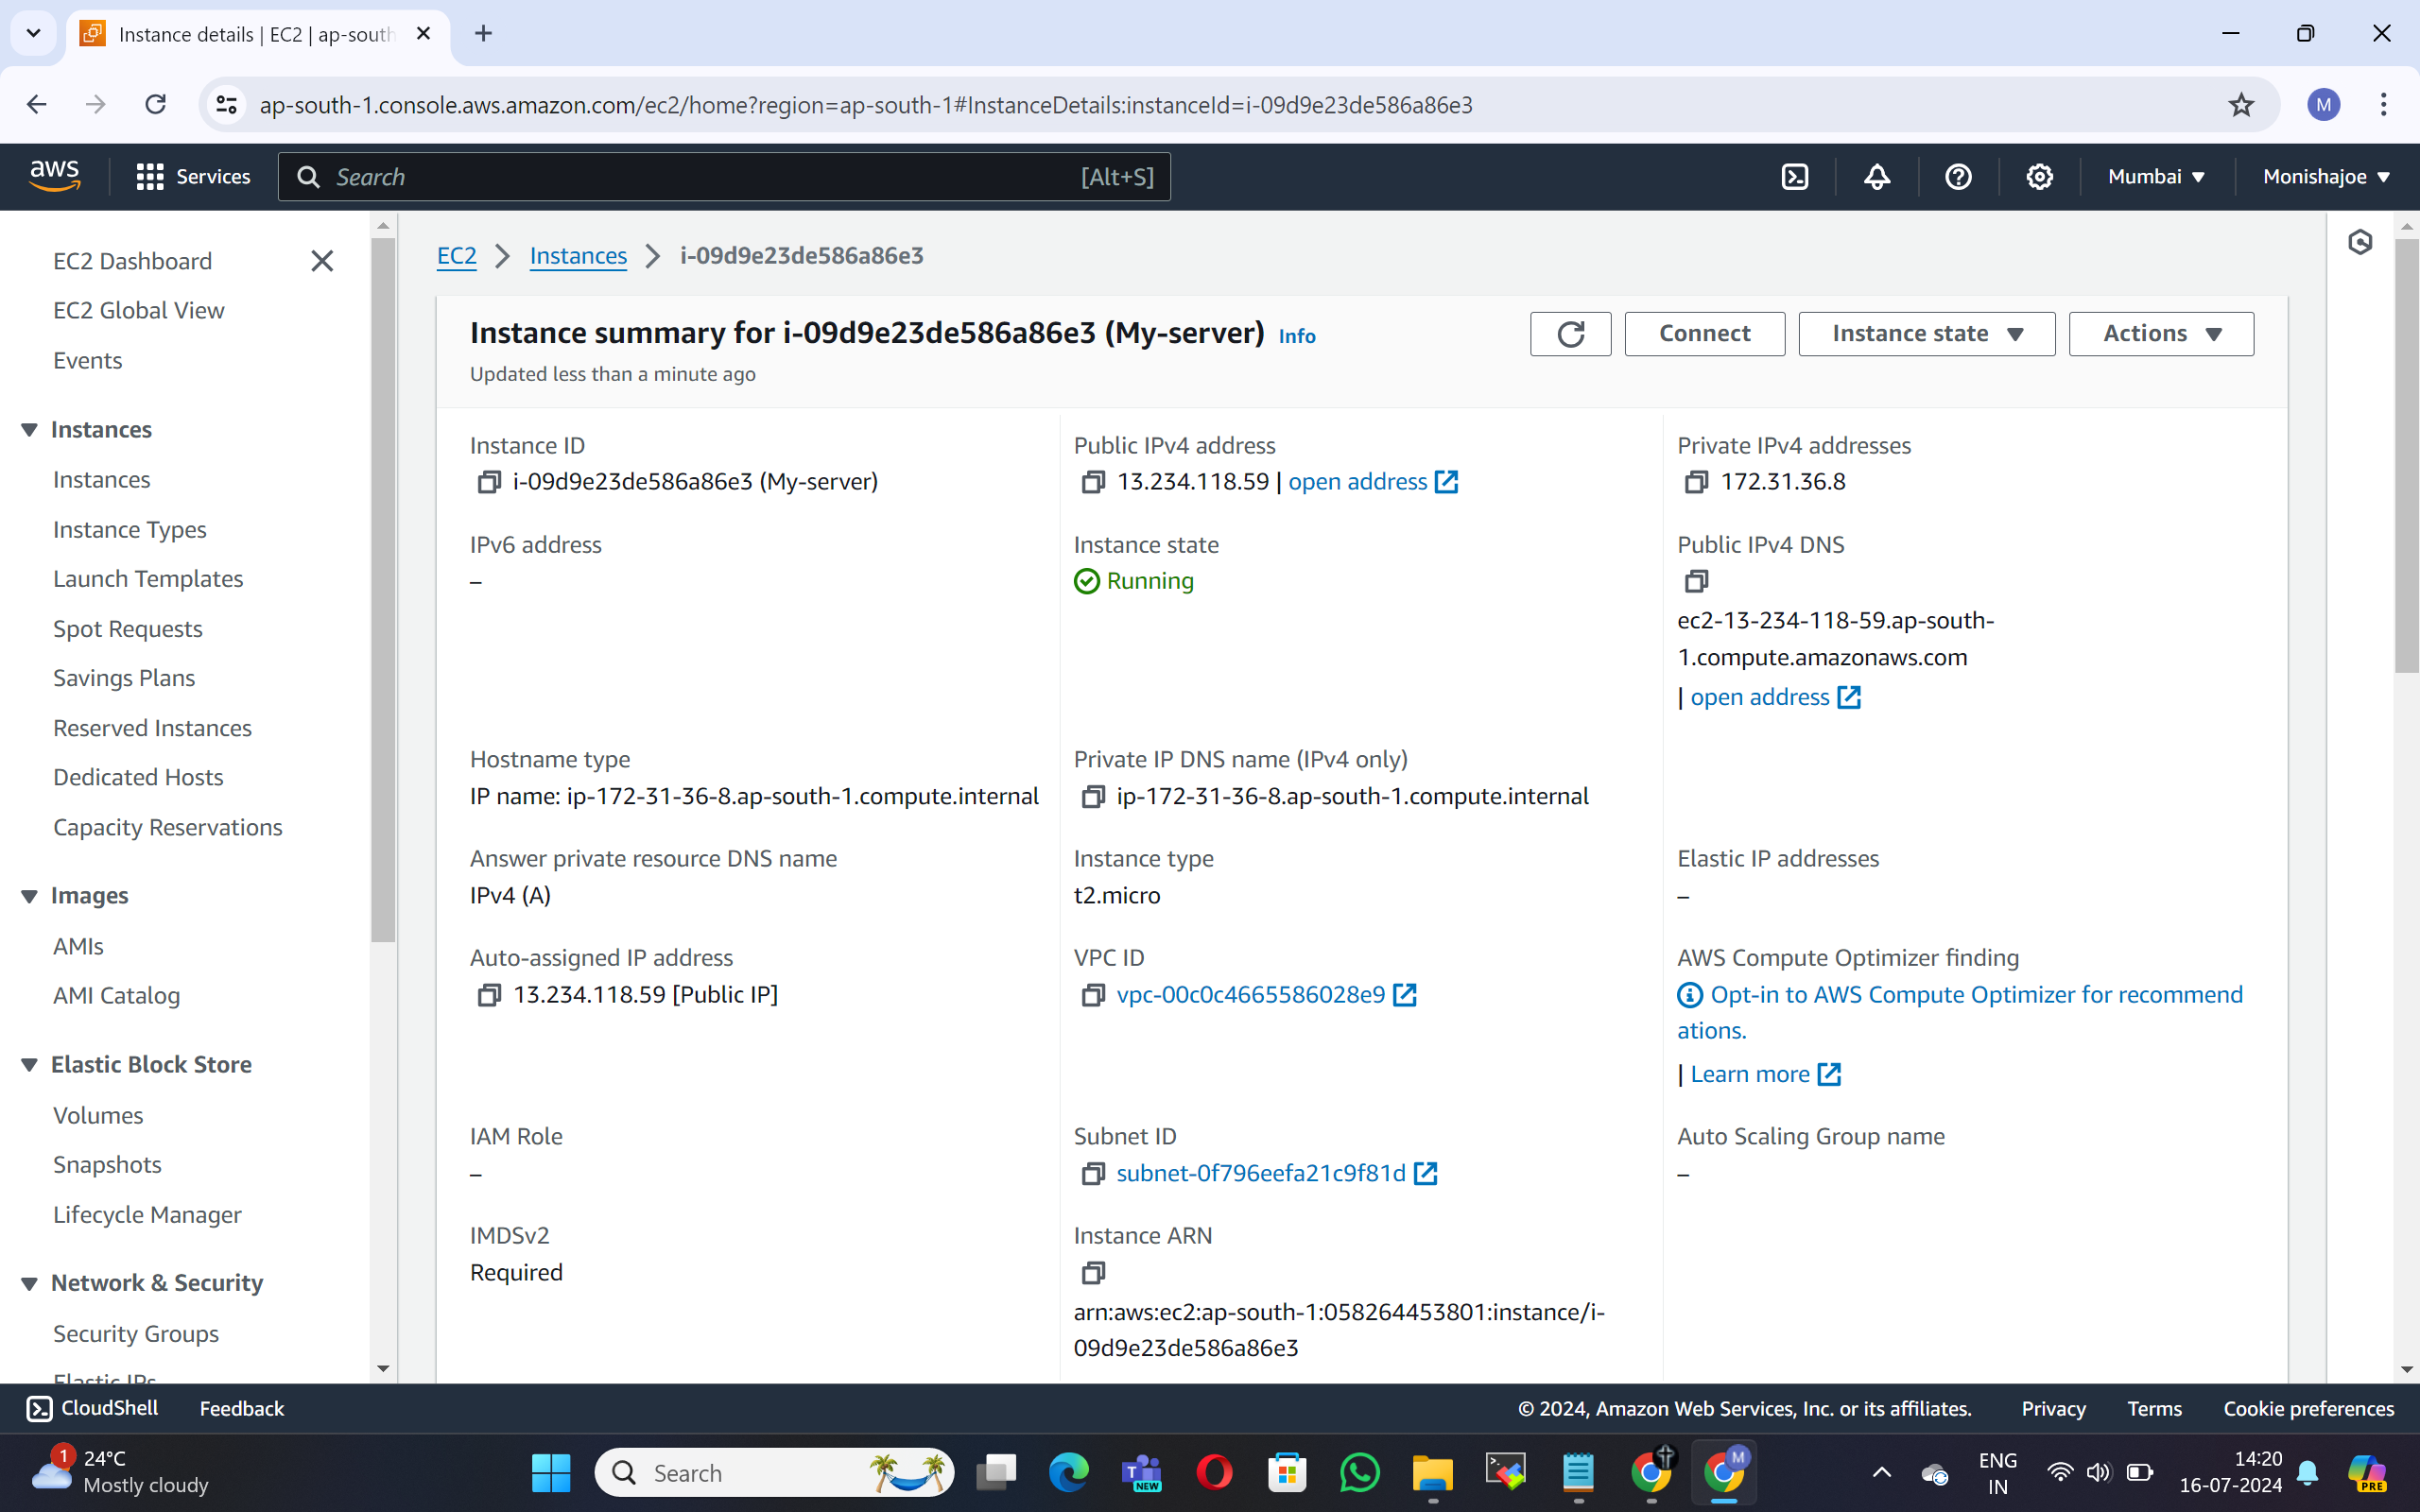 Instance details | EC2 | ap-south
ap-south-1.console.aws.amazon.com/ec2/home?region=ap-south-1#InstanceDetails:instanceId=i-09d9e23de586a86e3
M
aws
Services
Search
[Alt+S]
Mumbai
Monishajoe
EC2 Dashboard
EC2 Global View
Events
Instances
Instances
Instance Types
Launch Templates
Spot Requests
Savings Plans
Reserved Instances
Dedicated Hosts
Capacity Reservations
Images
AMIs
AMI Catalog
Elastic Block Store
Volumes
Snapshots
Lifecycle Manager
Network & Security
Security Groups
Elastic IPs
EC2 > Instances > i-09d9e23de586a86e3
Instance summary for i-09d9e23de586a86e3 (My-server) Info
Updated less than a minute ago
Connect
Instance state
Actions
Instance ID
i-09d9e23de586a86e3 (My-server)
Public IPv4 address
13.234.118.59 | open address
Private IPv4 addresses
172.31.36.8
IPv6 address
–
Instance state
Running
Public IPv4 DNS
ec2-13-234-118-59.ap-south-
1.compute.amazonaws.com
| open address
Hostname type
IP name: ip-172-31-36-8.ap-south-1.compute.internal
Private IP DNS name (IPv4 only)
ip-172-31-36-8.ap-south-1.compute.internal
Answer private resource DNS name
IPv4 (A)
Instance type
t2.micro
Elastic IP addresses
–
Auto-assigned IP address
13.234.118.59 [Public IP]
VPC ID
vpc-00c0c4665586028e9
AWS Compute Optimizer finding
Opt-in to AWS Compute Optimizer for recommend
ations.
| Learn more
IAM Role
–
Subnet ID
subnet-0f796eefa21c9f81d
Auto Scaling Group name
–
IMDSv2
Required
Instance ARN
arn:aws:ec2:ap-south-1:058264453801:instance/i-
09d9e23de586a86e3
CloudShell
Feedback
© 2024, Amazon Web Services, Inc. or its affiliates.
Privacy
Terms
Cookie preferences
1
24°C
Mostly cloudy
Search
T
NEW
M
ENG
IN
14:20
16-07-2024
PRE